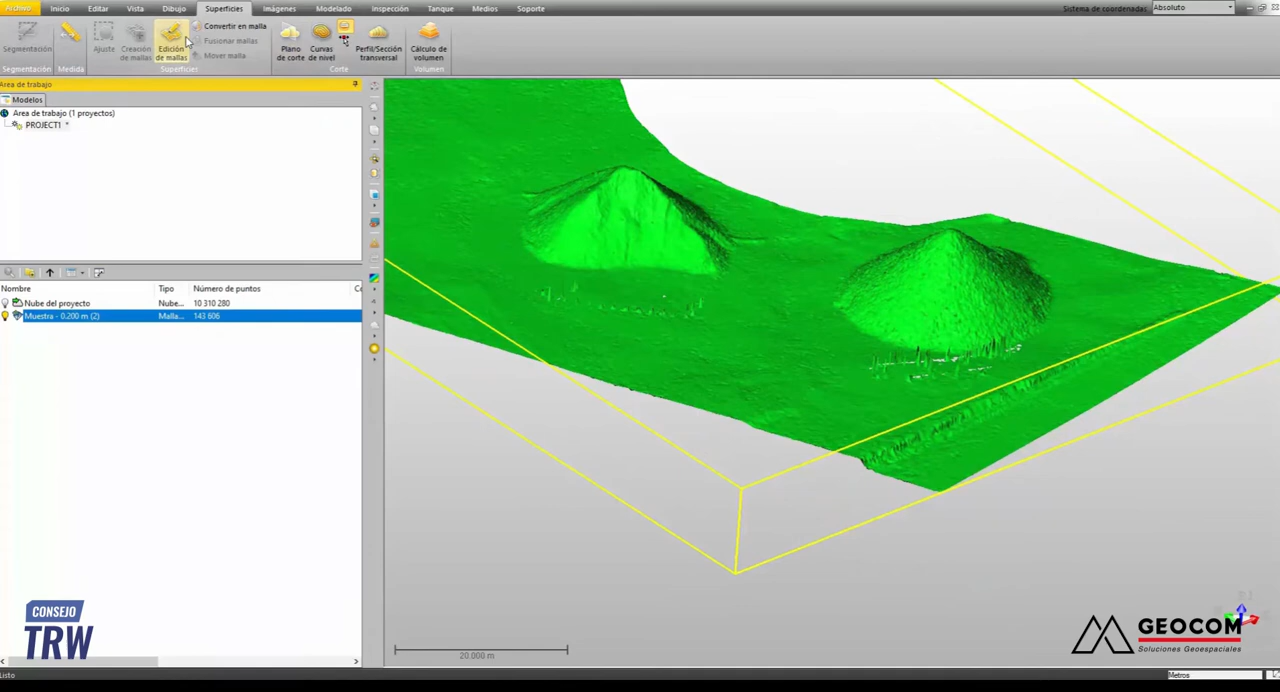 Archivo Inicio Editar Vista Dibujo Superficies Imágenes Modelado Inspección Tanque Medios Soporte Sistema de coordenadas Absoluto
Segmentación
Segmentación
Medida
Ajuste
Creación
de mallas
Edición
de mallas
Convertir en malla
Fusionar mallas
Mover malla
Superficies
Plano
de corte
Curvas
de nivel
Perfil/Sección
transversal
Corte
Cálculo de
volumen
Volumen
Área de trabajo
Modelos
Área de trabajo (1 proyectos)
PROJECT1 *
Nombre Tipo Número de puntos
Nube del proyecto Nube... 10 310 280
Muestra - 0.200 m (2) Malla... 143 606
20.000 m
CONSEJO
TRW
GEOCOM
Soluciones Geoespaciales
Listo Metros